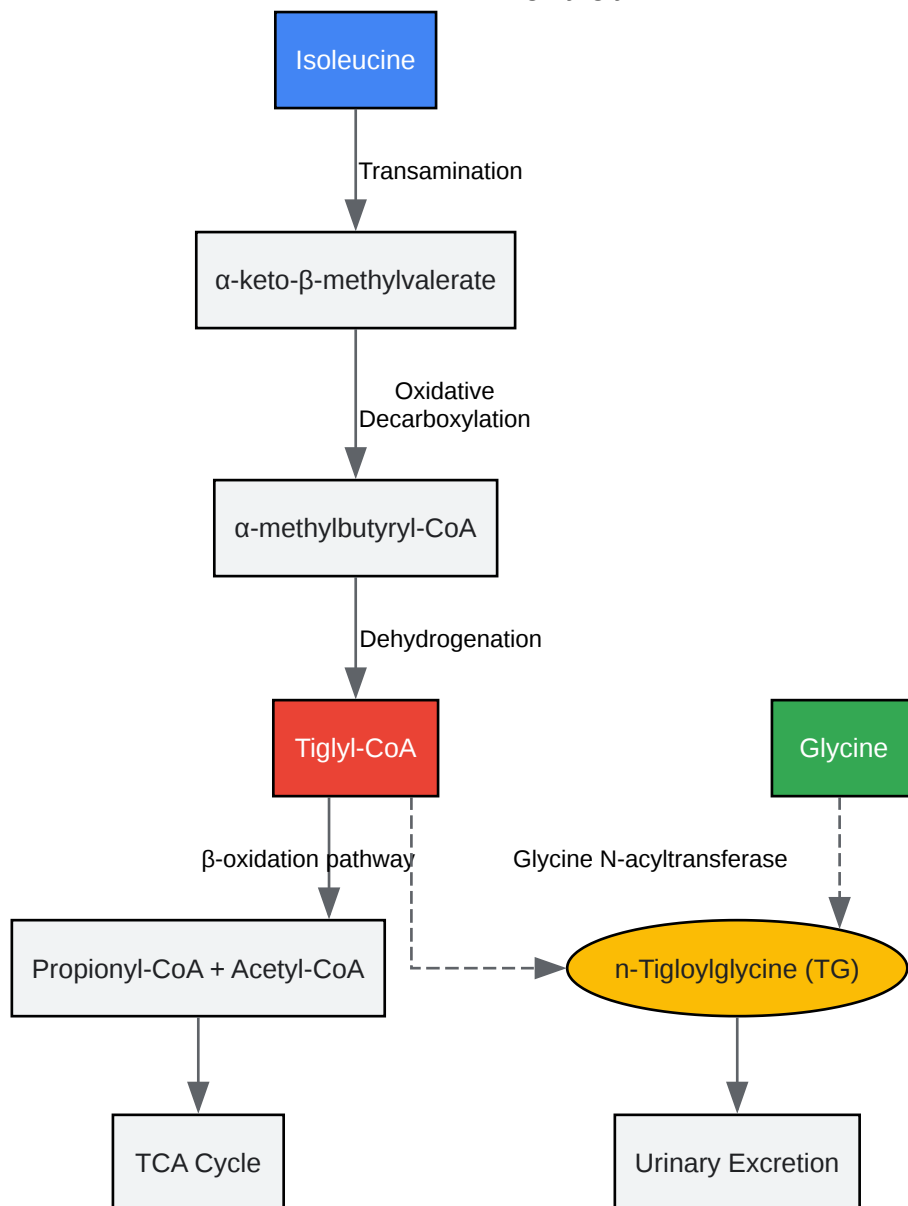 Isoleucine
Transamination
α-keto-β-methylvalerate
Oxidative
Decarboxylation
α-methylbutyryl-CoA
Dehydrogenation
Tiglyl-CoA
Glycine
β-oxidation pathway
Glycine N-acyltransferase
Propionyl-CoA + Acetyl-CoA
n-Tigloylglycine (TG)
TCA Cycle
Urinary Excretion